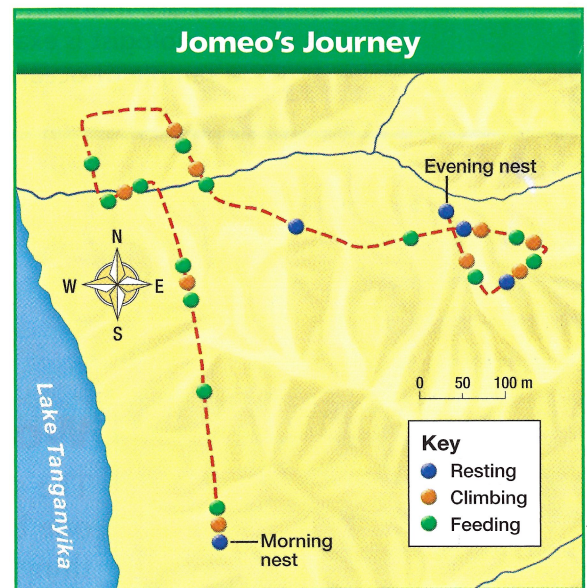 Jomeo's Journey
Evening nest
N
W
E
S
0 50 100 m
Lake Tanganyika
Key
Resting
Climbing
Feeding
Morning
nest